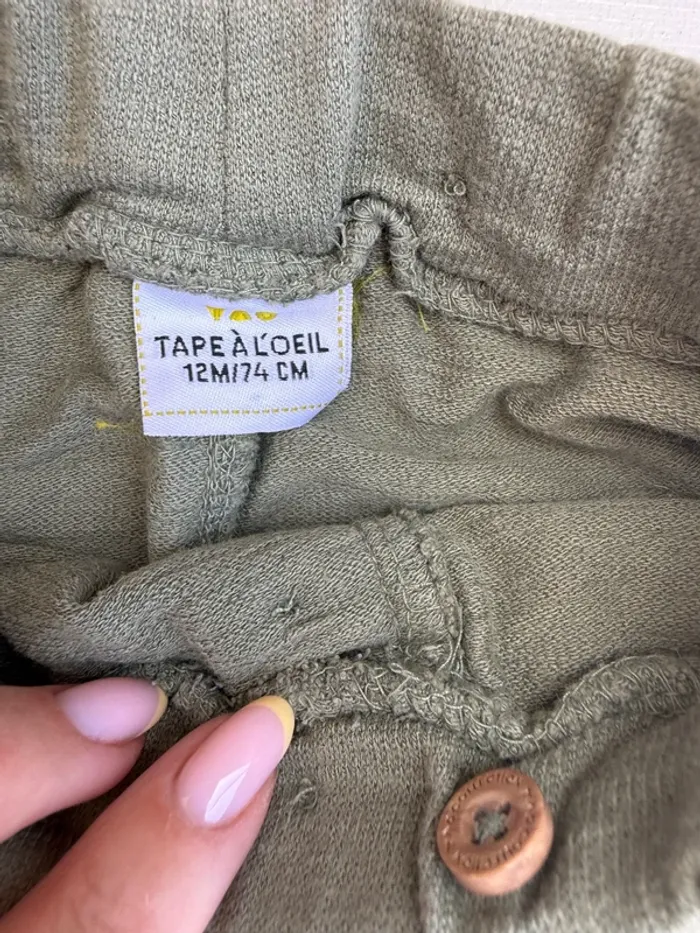 TAO
TAPE À L'OEIL
12M/74 CM